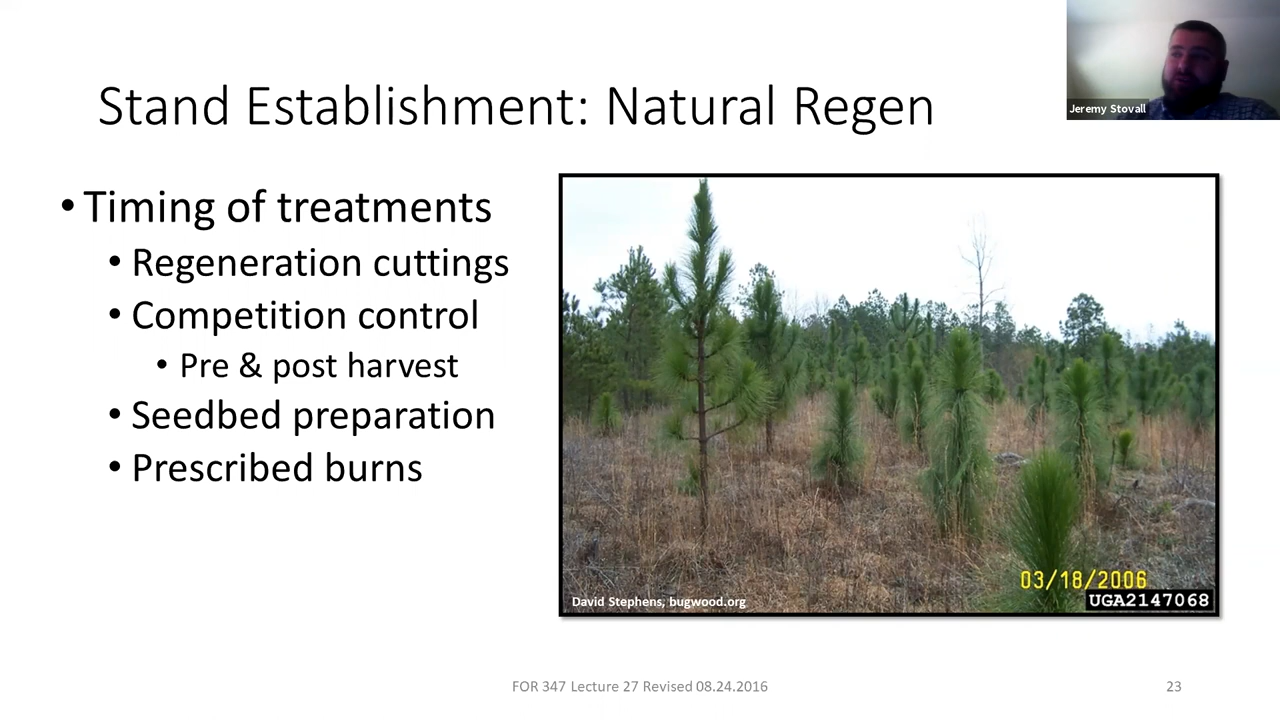 Stand Establishment: Natural Regen
Jeremy Stovall
• Timing of treatments
• Regeneration cuttings
• Competition control
• Pre & post harvest
• Seedbed preparation
• Prescribed burns
03/18/2006
David Stephens, bugwood.org
UGA2147068
FOR 347 Lecture 27 Revised 08.24.2016
23